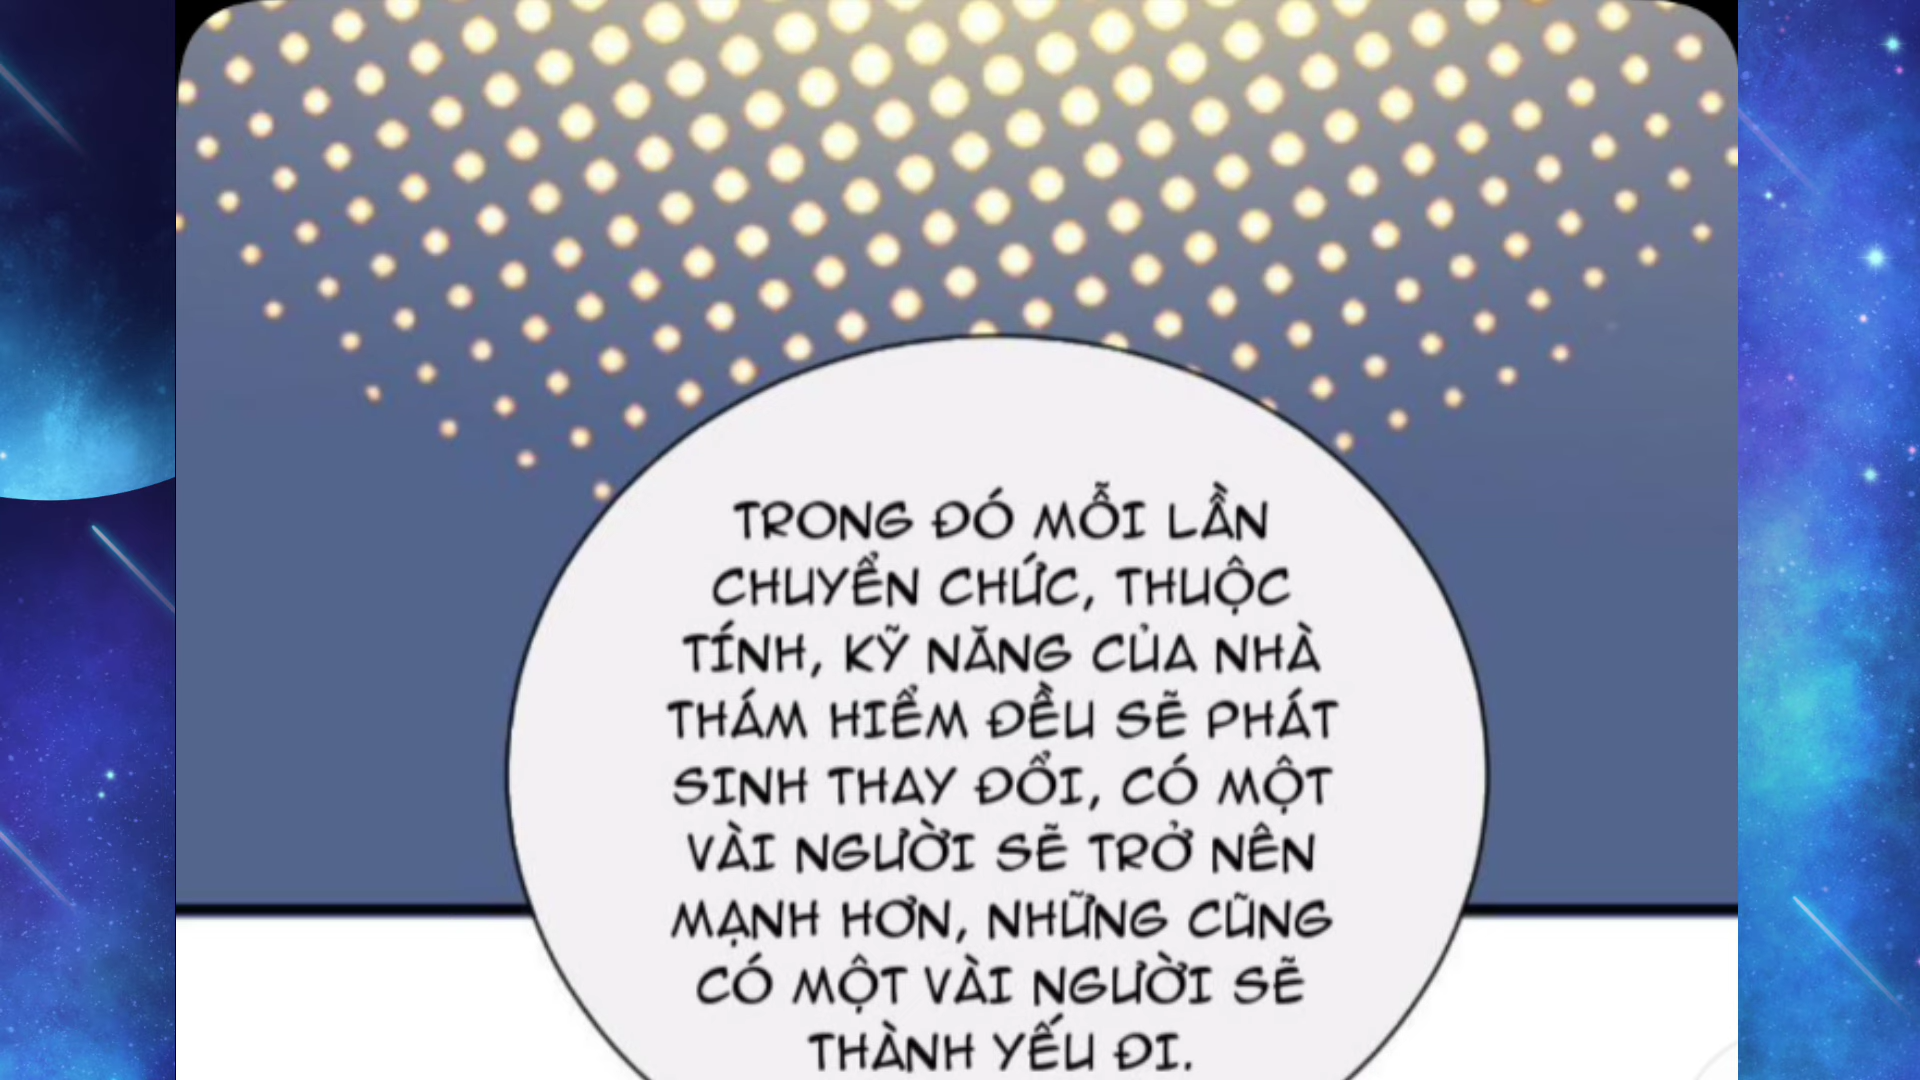 TRONG ĐÓ MỖI LẦN
CHUYỂN CHỨC, THUỘC
TÍNH, KỸ NĂNG CỦA NHÀ
THÁM HIỂM ĐỀU SẼ PHÁT
SINH THAY ĐỔI, CÓ MỘT
VÀI NGƯỜI SẼ TRỞ NÊN
MẠNH HƠN, NHỮNG CŨNG
CÓ MỘT VÀI NGƯỜI SẼ
THÀNH YẾU ĐI.